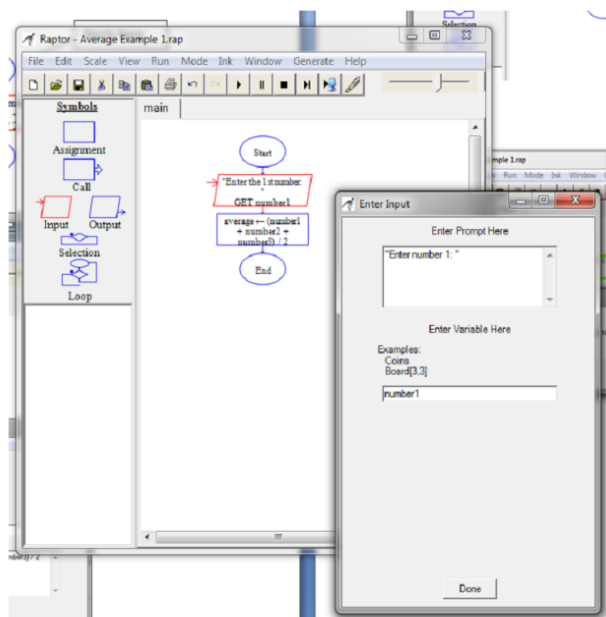 Selection
Raptor - Average Example 1.rap
File Edit Scale View Run Mode Ink Window Generate Help
Symbols
Assignment
Call
Input Output
Selection
Loop
main
Start
"Enter the 1st number.
"
GET number1
average ← (number1
+ number2 +
number3) / 2
End
mple 1.rap
Run Mode Ink Window
Enter Input
Enter Prompt Here
"Enter number 1: "
Enter Variable Here
Examples:
Coins
Board[3,3]
number1
Done